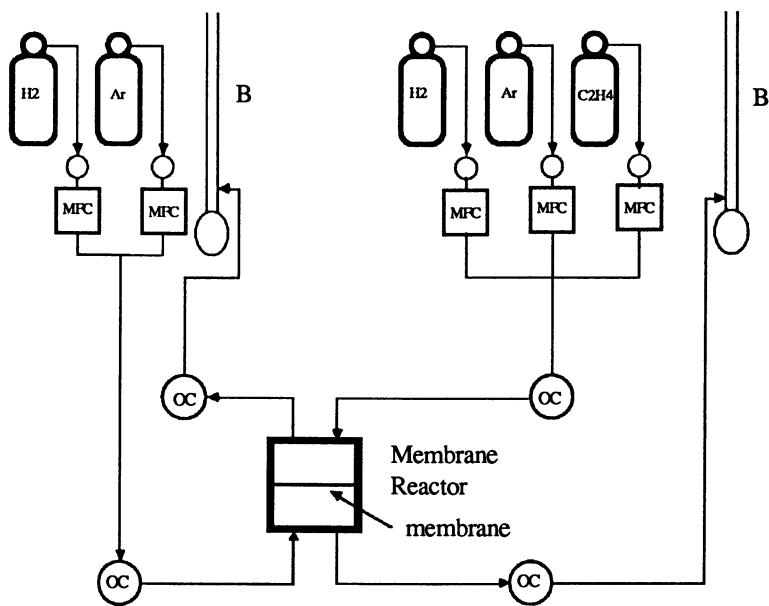 H2
Ar
B
H2
Ar
C2H4
B
MFC
MFC
MFC
MFC
MFC
OC
OC
Membrane
Reactor
membrane
OC
OC